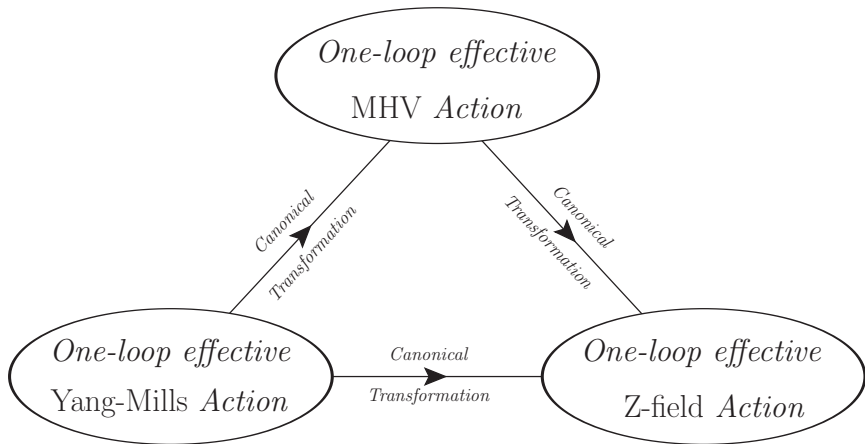 One-loop effective
MHV Action
Canonical
Transformation
Canonical
Transformation
One-loop effective
Yang-Mills Action
Canonical
Transformation
One-loop effective
Z-field Action